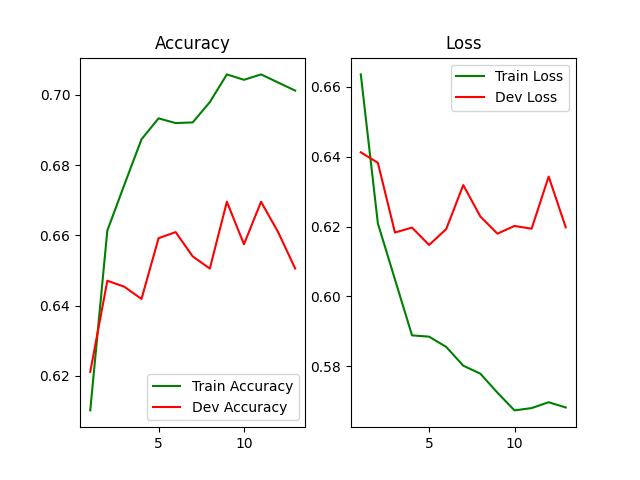 Accuracy
0.70
0.68
0.66
0.64
0.62
5
10
Train Accuracy
Dev Accuracy
Loss
0.66
0.64
0.62
0.60
0.58
5
10
Train Loss
Dev Loss